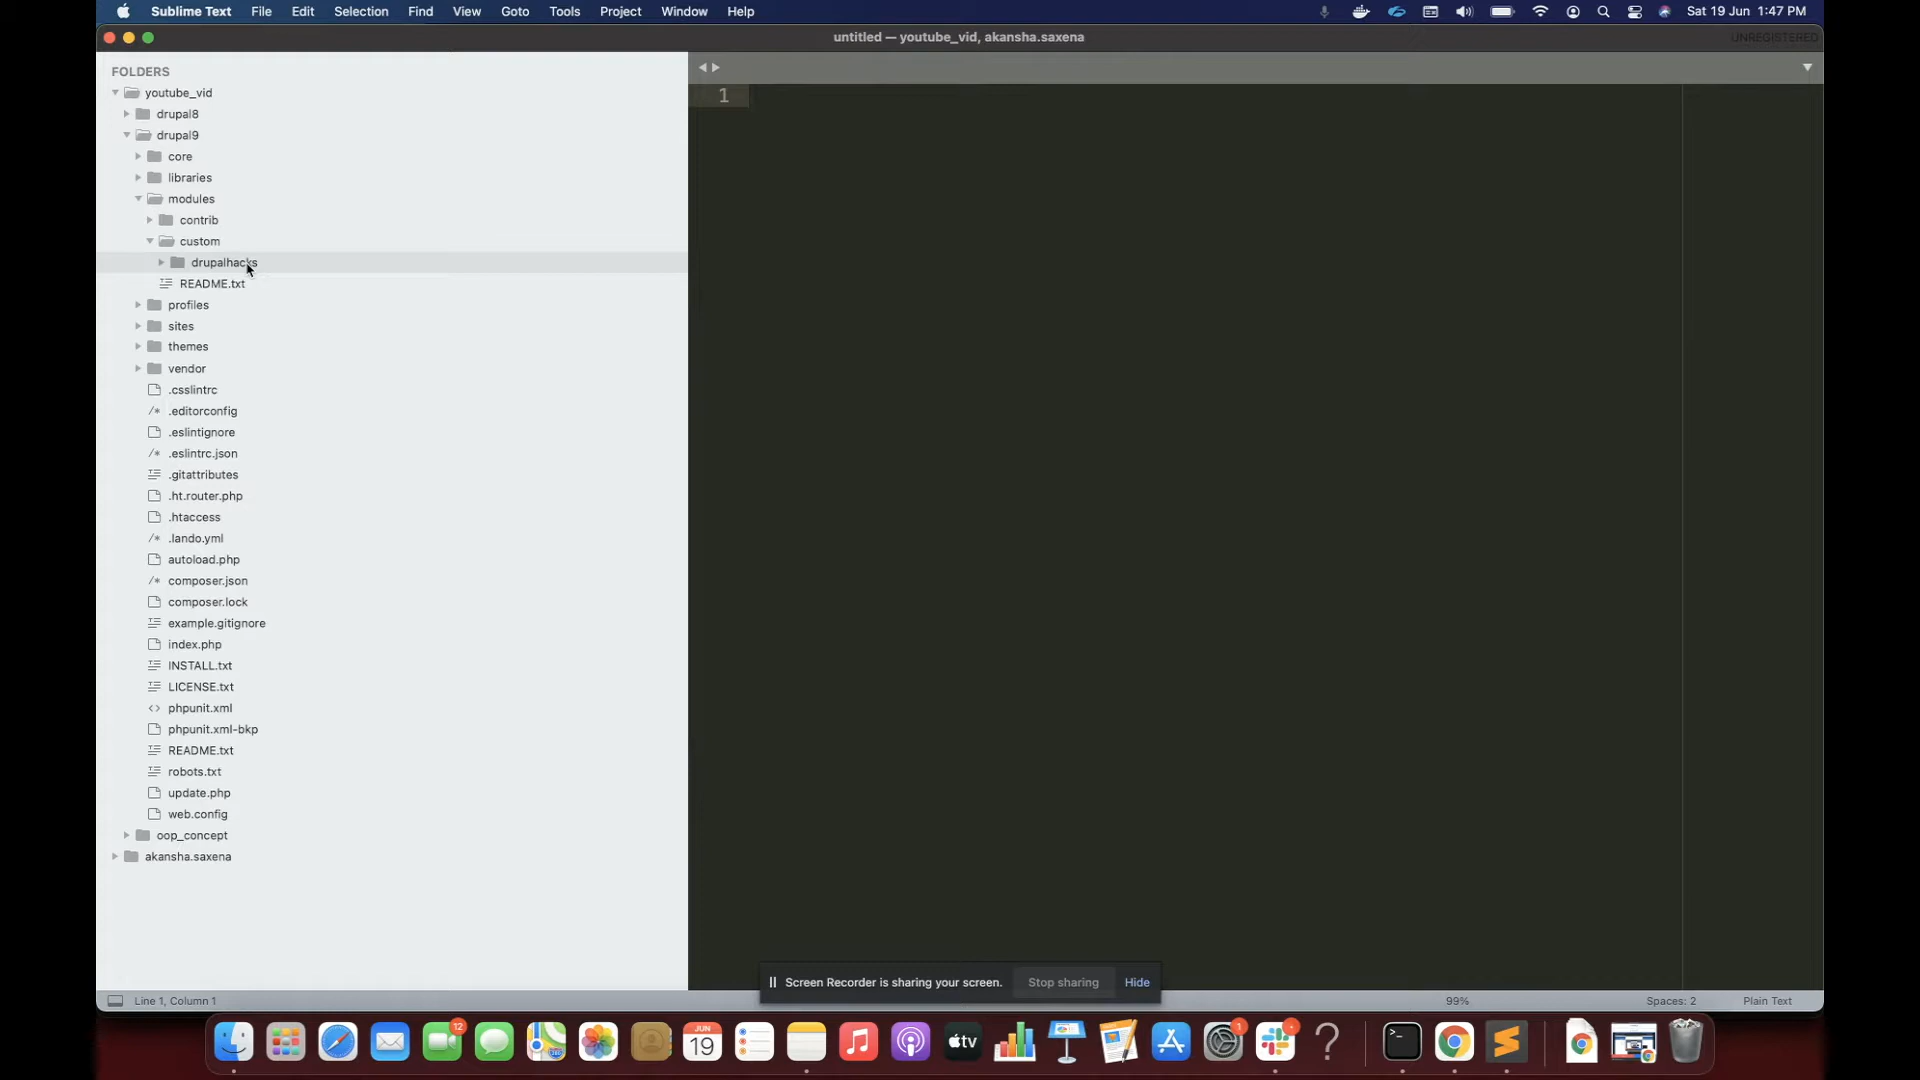 Sublime Text File Edit Selection Find View Goto Tools Project Window Help
Sat 19 Jun 1:47 PM
untitled — youtube_vid, akansha.saxena
UNREGISTERED
FOLDERS
youtube_vid
drupal8
drupal9
core
libraries
modules
contrib
custom
drupalhacks
README.txt
profiles
sites
themes
vendor
.csslintrc
.editorconfig
.eslintignore
.eslintrc.json
.gitattributes
.ht.router.php
.htaccess
.lando.yml
autoload.php
composer.json
composer.lock
example.gitignore
index.php
INSTALL.txt
LICENSE.txt
phpunit.xml
phpunit.xml-bkp
README.txt
robots.txt
update.php
web.config
oop_concept
akansha.saxena
1
Screen Recorder is sharing your screen. Stop sharing Hide
Line 1, Column 1
99%
Spaces: 2
Plain Text
12
JUN
19
tv
1